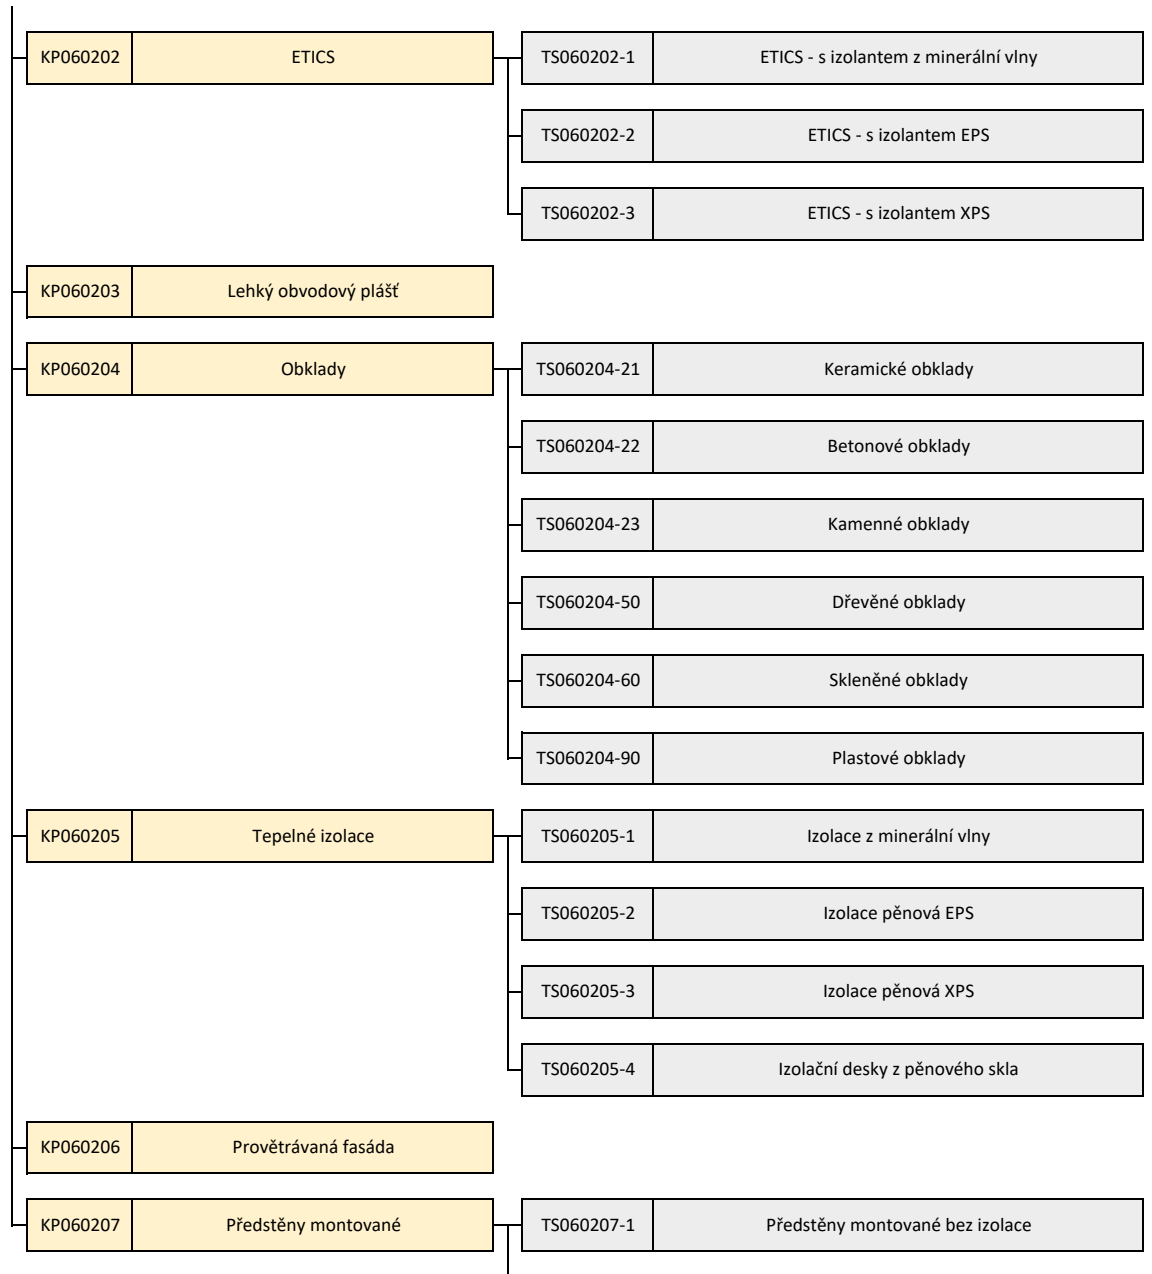 KP060202 ETICS TS060202-1 ETICS - s izolantem z minerální vlny
TS060202-2 ETICS - s izolantem EPS
TS060202-3 ETICS - s izolantem XPS
KP060203 Lehký obvodový plášť
KP060204 Obklady TS060204-21 Keramické obklady
TS060204-22 Betonové obklady
TS060204-23 Kamenné obklady
TS060204-50 Dřevěné obklady
TS060204-60 Skleněné obklady
TS060204-90 Plastové obklady
KP060205 Tepelné izolace TS060205-1 Izolace z minerální vlny
TS060205-2 Izolace pěnová EPS
TS060205-3 Izolace pěnová XPS
TS060205-4 Izolační desky z pěnového skla
KP060206 Provětrávaná fasáda
KP060207 Předstěny montované TS060207-1 Předstěny montované bez izolace